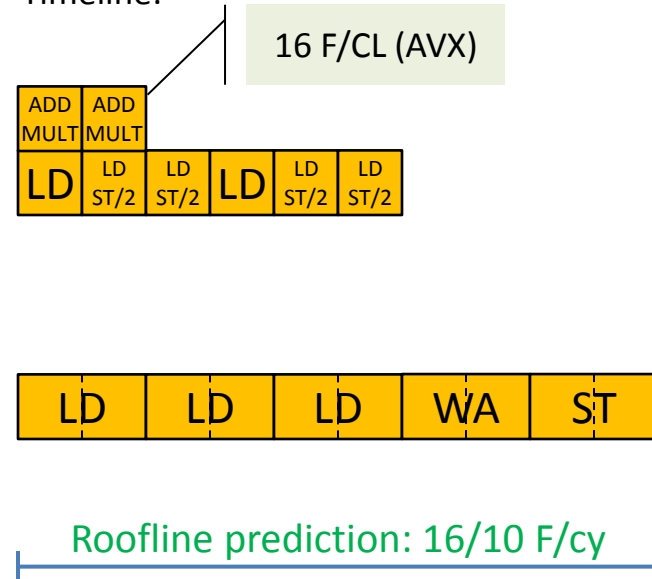 Timeline:
16 F/CL (AVX)
ADD ADD
MULT MULT
LD LD LD LD LD LD
ST/2 ST/2 ST/2 ST/2
LD LD LD WA ST
Roofline prediction: 16/10 F/cy